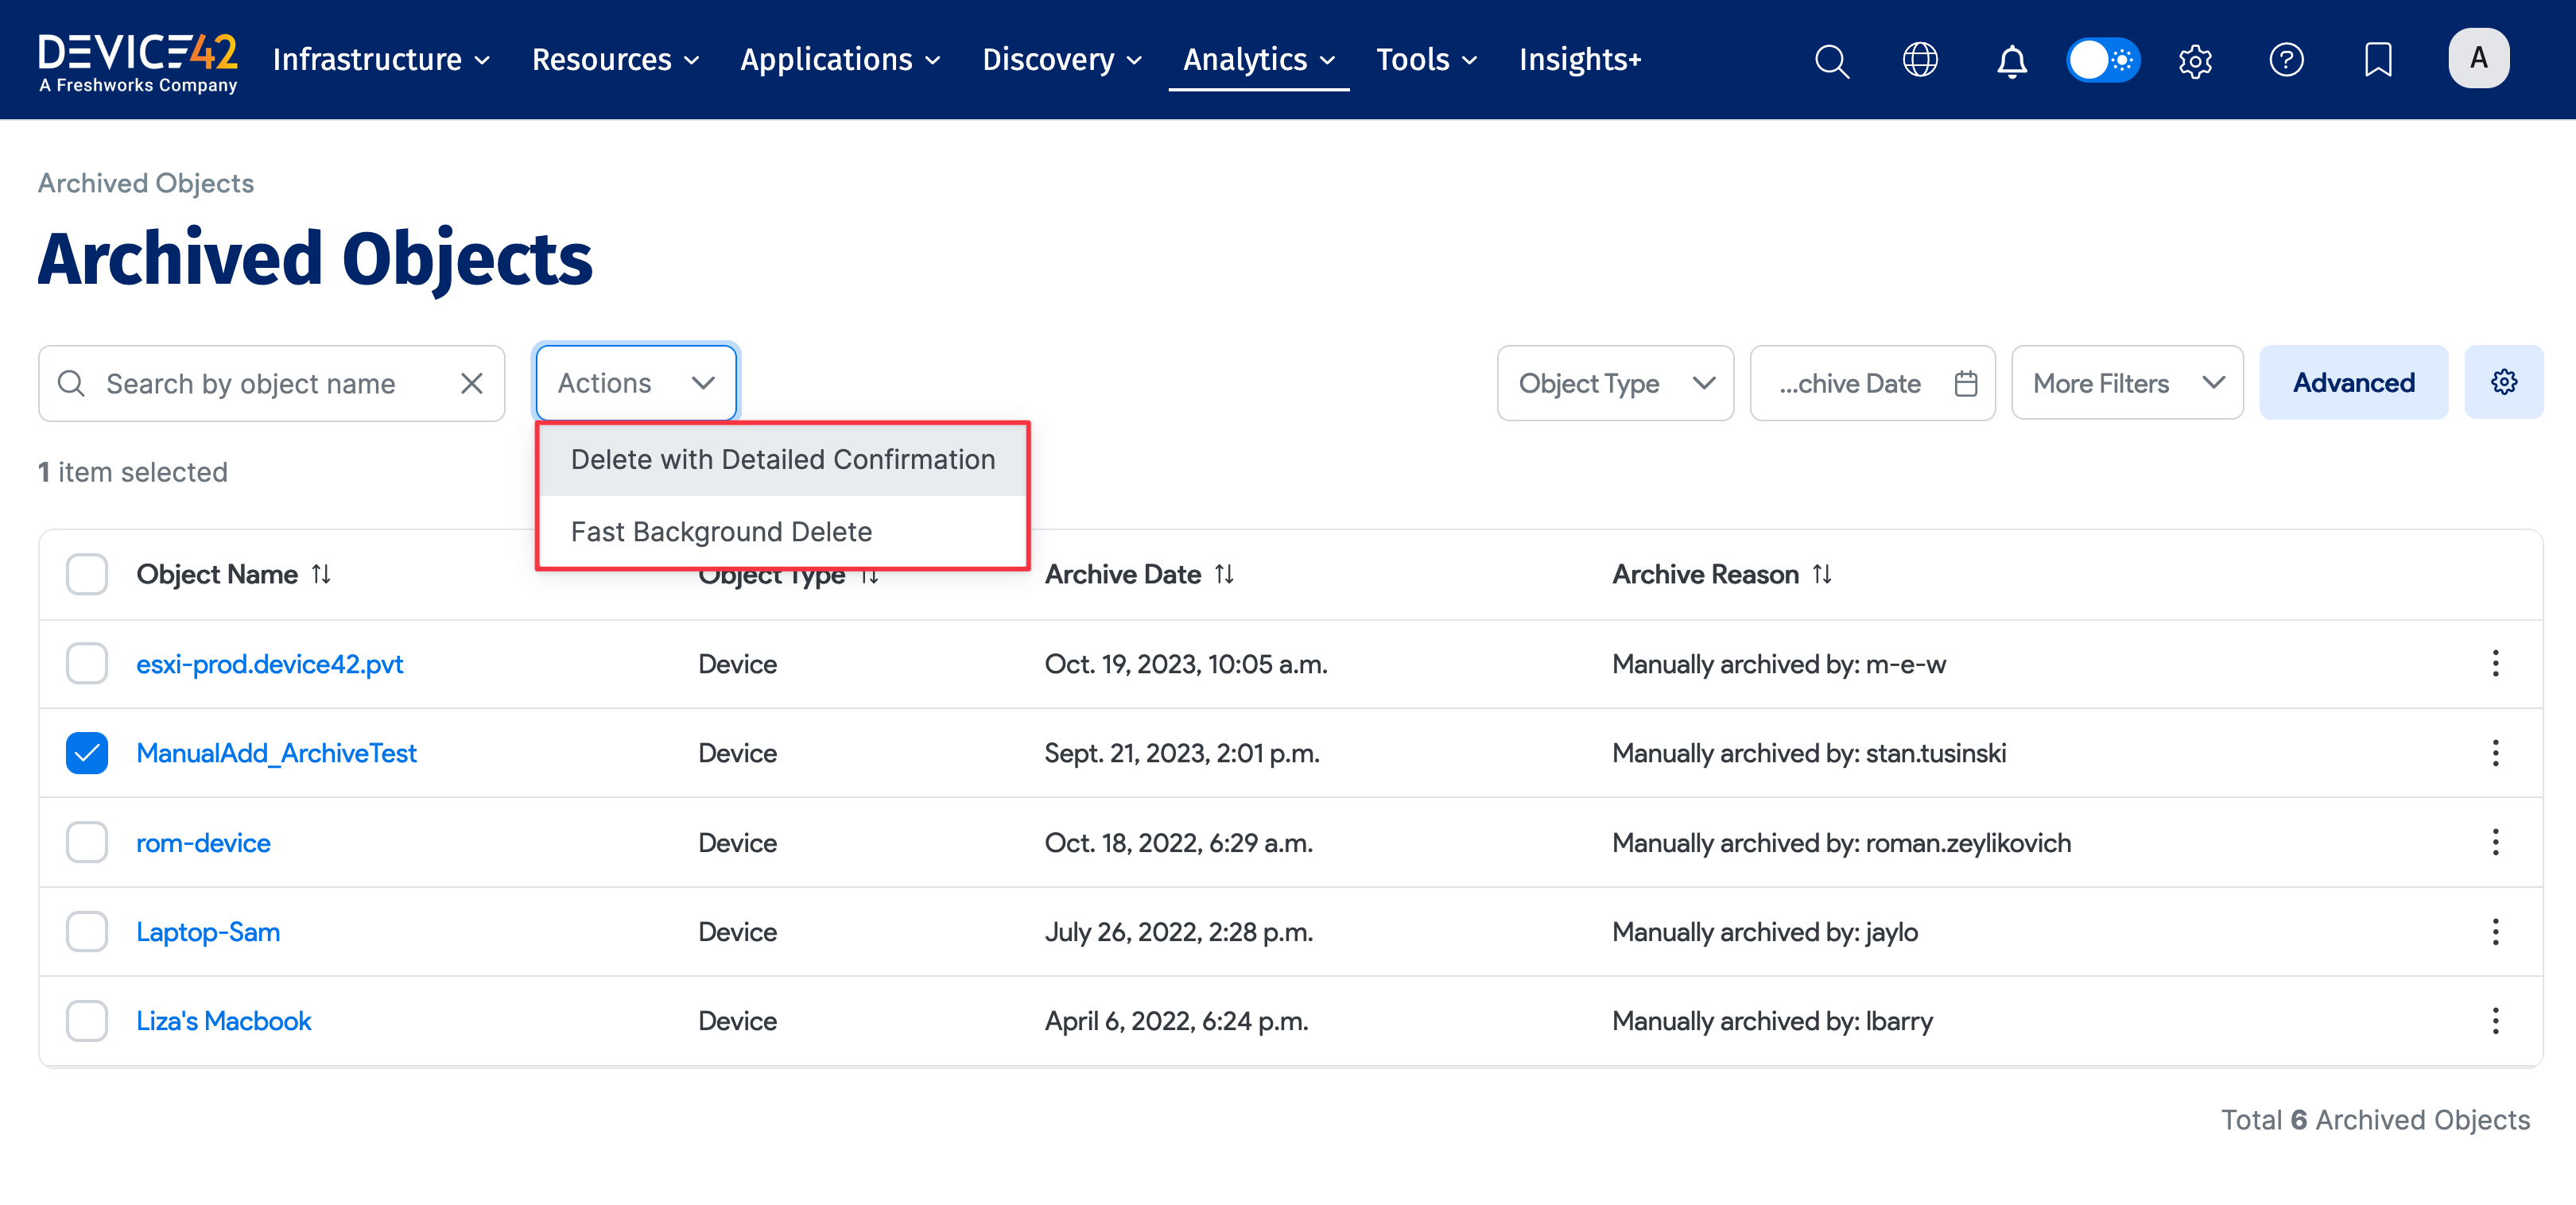 DEVICE42
A Freshworks Company
Infrastructure Resources Applications Discovery Analytics Tools Insights+ A
Archived Objects
Archived Objects
Search by object name Actions Object Type ...chive Date More Filters Advanced
Delete with Detailed Confirmation
1 item selected
Fast Background Delete
Object Name Object Type Archive Date Archive Reason
esxi-prod.device42.pvt Device Oct. 19, 2023, 10:05 a.m. Manually archived by: m-e-w
ManualAdd_ArchiveTest Device Sept. 21, 2023, 2:01 p.m. Manually archived by: stan.tusinski
rom-device Device Oct. 18, 2022, 6:29 a.m. Manually archived by: roman.zeylikovich
Laptop-Sam Device July 26, 2022, 2:28 p.m. Manually archived by: jaylo
Liza's Macbook Device April 6, 2022, 6:24 p.m. Manually archived by: lbarry
Total 6 Archived Objects